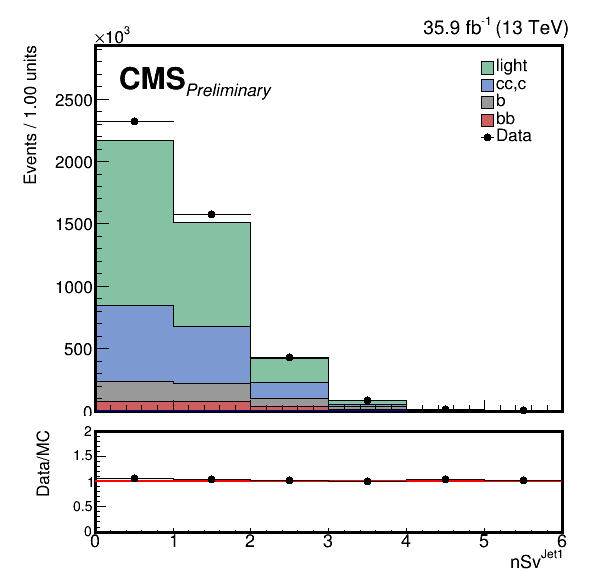 ×10³
35.9 fb⁻¹ (13 TeV)
CMS Preliminary
light
cc,c
b
bb
Data
Events / 1.00 units
2500
2000
1500
1000
500
0
Data/MC
2
1.5
1
0.5
0
0 1 2 3 4 5 6
nSv^Jet1